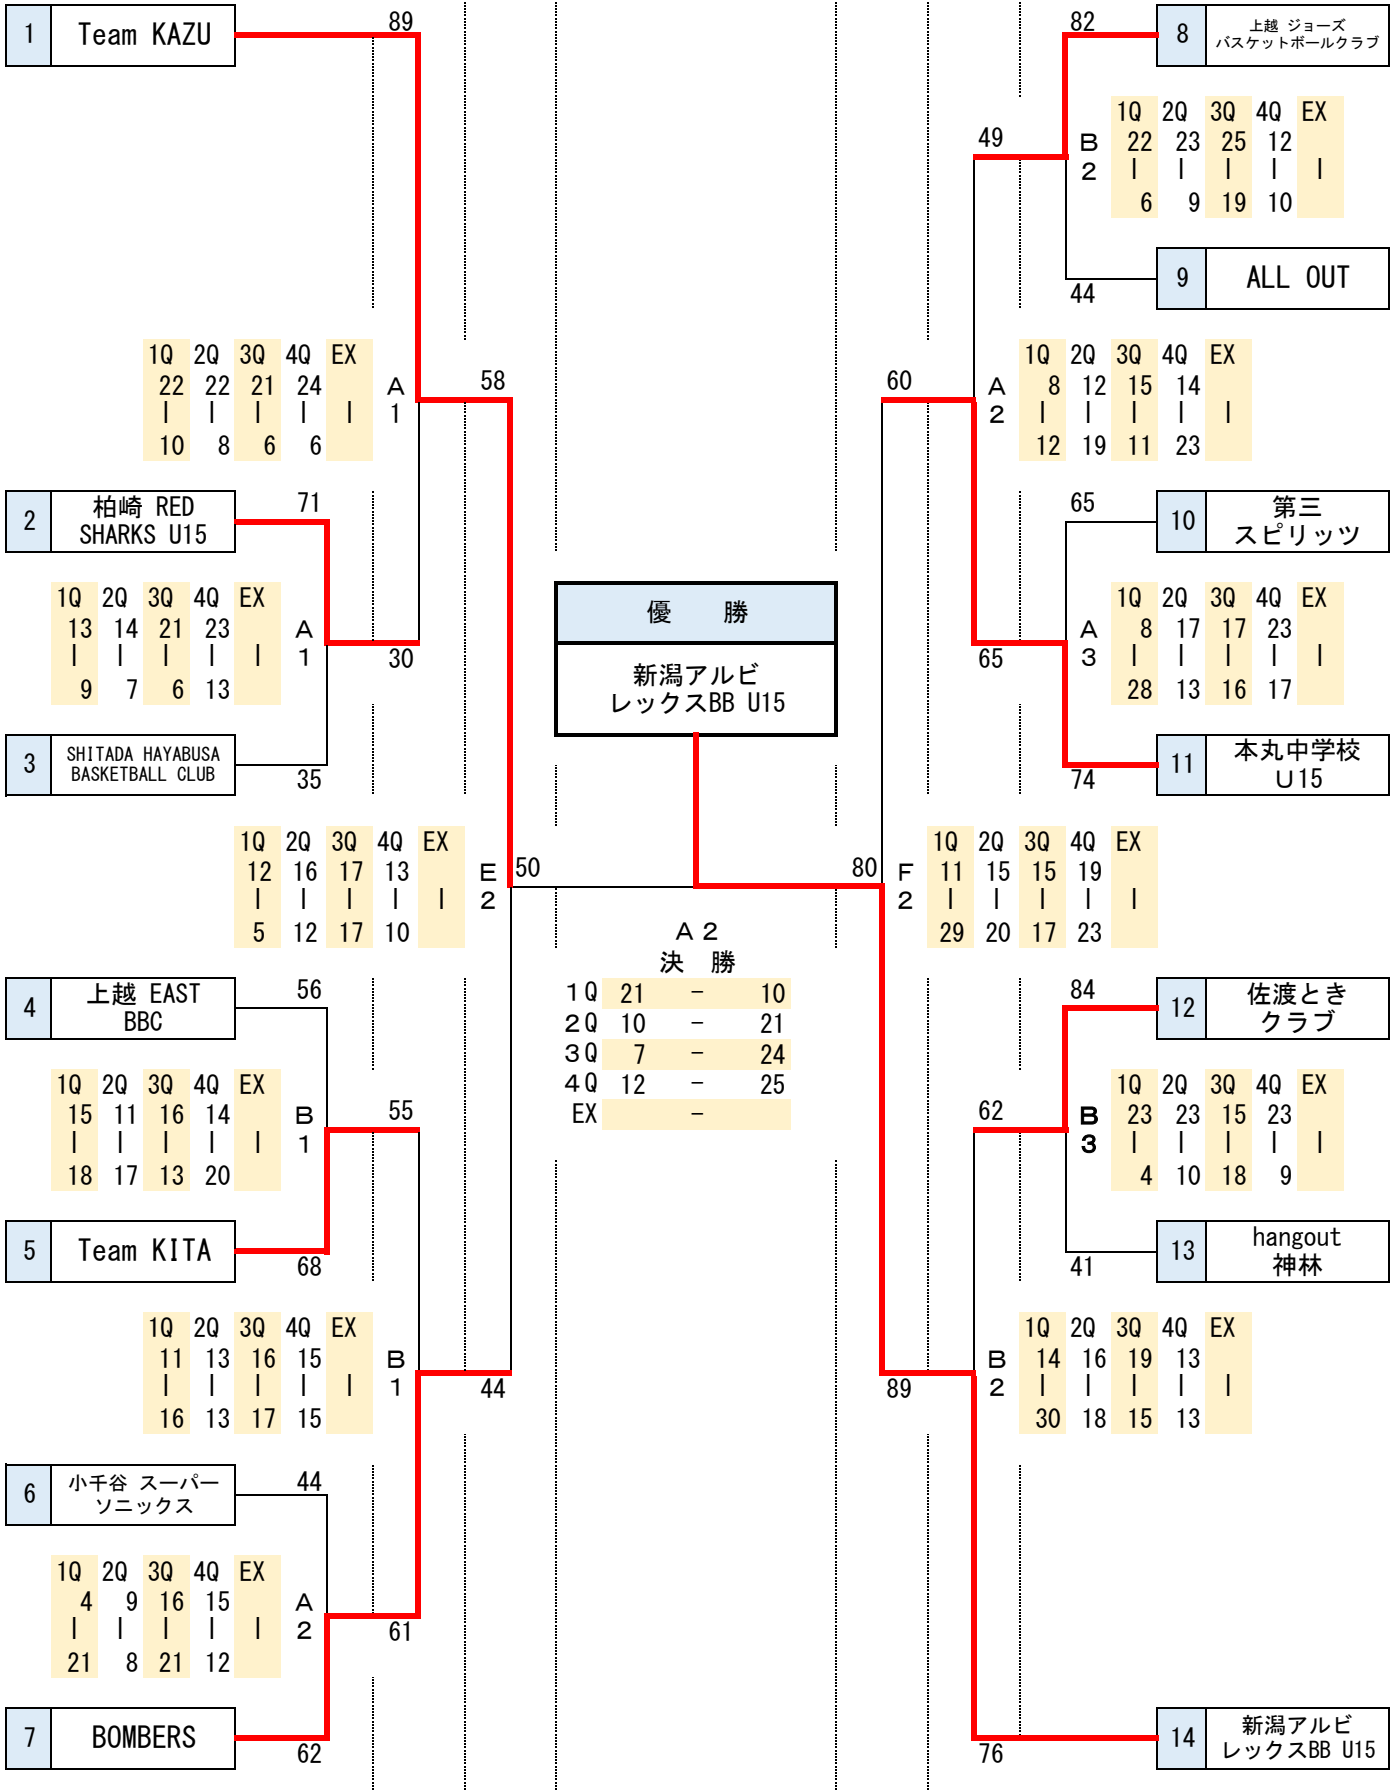 1 Team KAZU
89
1Q 2Q 3Q 4Q EX
22 22 21 24
| | | | |
10 8 6 6
A
1
58
2 柏崎 RED
SHARKS U15
71
1Q 2Q 3Q 4Q EX
13 14 21 23
| | | | |
9 7 6 13
A
1
30
3 SHITADA HAYABUSA
BASKETBALL CLUB
35
1Q 2Q 3Q 4Q EX
12 16 17 13
| | | | |
5 12 17 10
E
2
50
4 上越 EAST
BBC
56
1Q 2Q 3Q 4Q EX
15 11 16 14
| | | | |
18 17 13 20
B
1
55
5 Team KITA
68
1Q 2Q 3Q 4Q EX
11 13 16 15
| | | | |
16 13 17 15
B
1
44
6 小千谷 スーパー
ソニックス
44
1Q 2Q 3Q 4Q EX
4 9 16 15
| | | | |
21 8 21 12
A
2
61
7 BOMBERS
62
優　勝
新潟アルビ
レックスBB U15
A 2
決 勝
1Q 21 - 10
2Q 10 - 21
3Q 7 - 24
4Q 12 - 25
EX -
82
8 上越 ジョーズ
バスケットボールクラブ
49
B
2
1Q 2Q 3Q 4Q EX
22 23 25 12
| | | | |
6 9 19 10
44
9 ALL OUT
60
A
2
1Q 2Q 3Q 4Q EX
8 12 15 14
| | | | |
12 19 11 23
65
10 第三
スピリッツ
65
A
3
1Q 2Q 3Q 4Q EX
8 17 17 23
| | | | |
28 13 16 17
74
11 本丸中学校
U15
80
F
2
1Q 2Q 3Q 4Q EX
11 15 15 19
| | | | |
29 20 17 23
84
12 佐渡とき
クラブ
62
B
3
1Q 2Q 3Q 4Q EX
23 23 15 23
| | | | |
4 10 18 9
41
13 hangout
神林
89
B
2
1Q 2Q 3Q 4Q EX
14 16 19 13
| | | | |
30 18 15 13
76
14 新潟アルビ
レックスBB U15